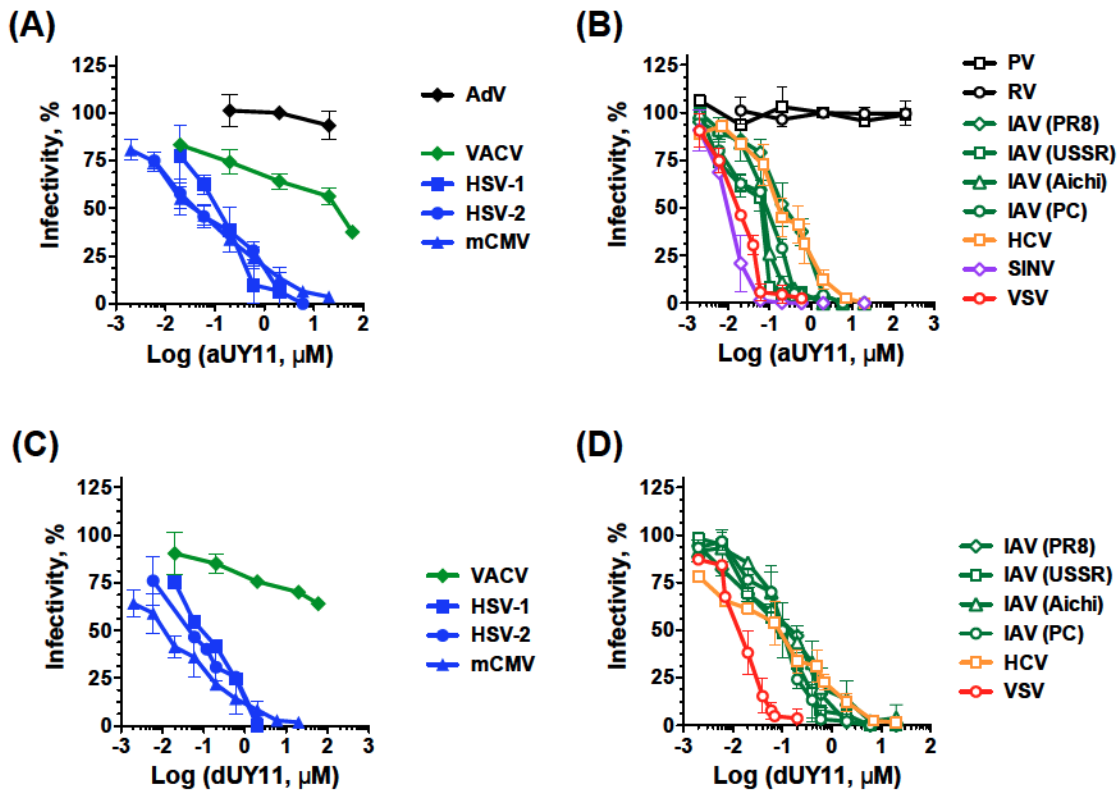 (A)
Infectivity, %
125
100
75
50
25
0
-3 -2 -1 0 1 2
Log (aUY11, μM)
AdV
VACV
HSV-1
HSV-2
mCMV
(B)
Infectivity, %
125
100
75
50
25
0
-3 -2 -1 0 1 2 3
Log (aUY11, μM)
PV
RV
IAV (PR8)
IAV (USSR)
IAV (Aichi)
IAV (PC)
HCV
SINV
VSV
(C)
Infectivity, %
125
100
75
50
25
0
-3 -2 -1 0 1 2 3
Log (dUY11, μM)
VACV
HSV-1
HSV-2
mCMV
(D)
Infectivity, %
125
100
75
50
25
0
-3 -2 -1 0 1 2
Log (dUY11, μM)
IAV (PR8)
IAV (USSR)
IAV (Aichi)
IAV (PC)
HCV
VSV